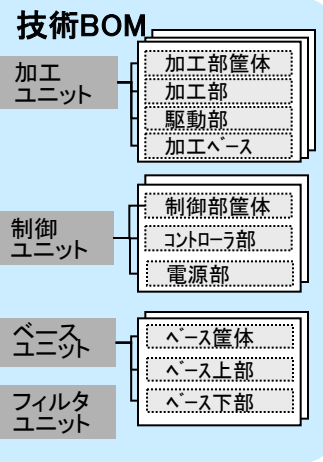 技術BOM
加工
ユニット
加工部筐体
加工部
駆動部
加工ﾍﾞｰｽ
制御
ユニット
制御部筐体
ｺﾝﾄﾛｰﾗ部
電源部
ベース
ユニット
ﾍﾞｰｽ筐体
ﾍﾞｰｽ上部
ﾍﾞｰｽ下部
フィルタ
ユニット